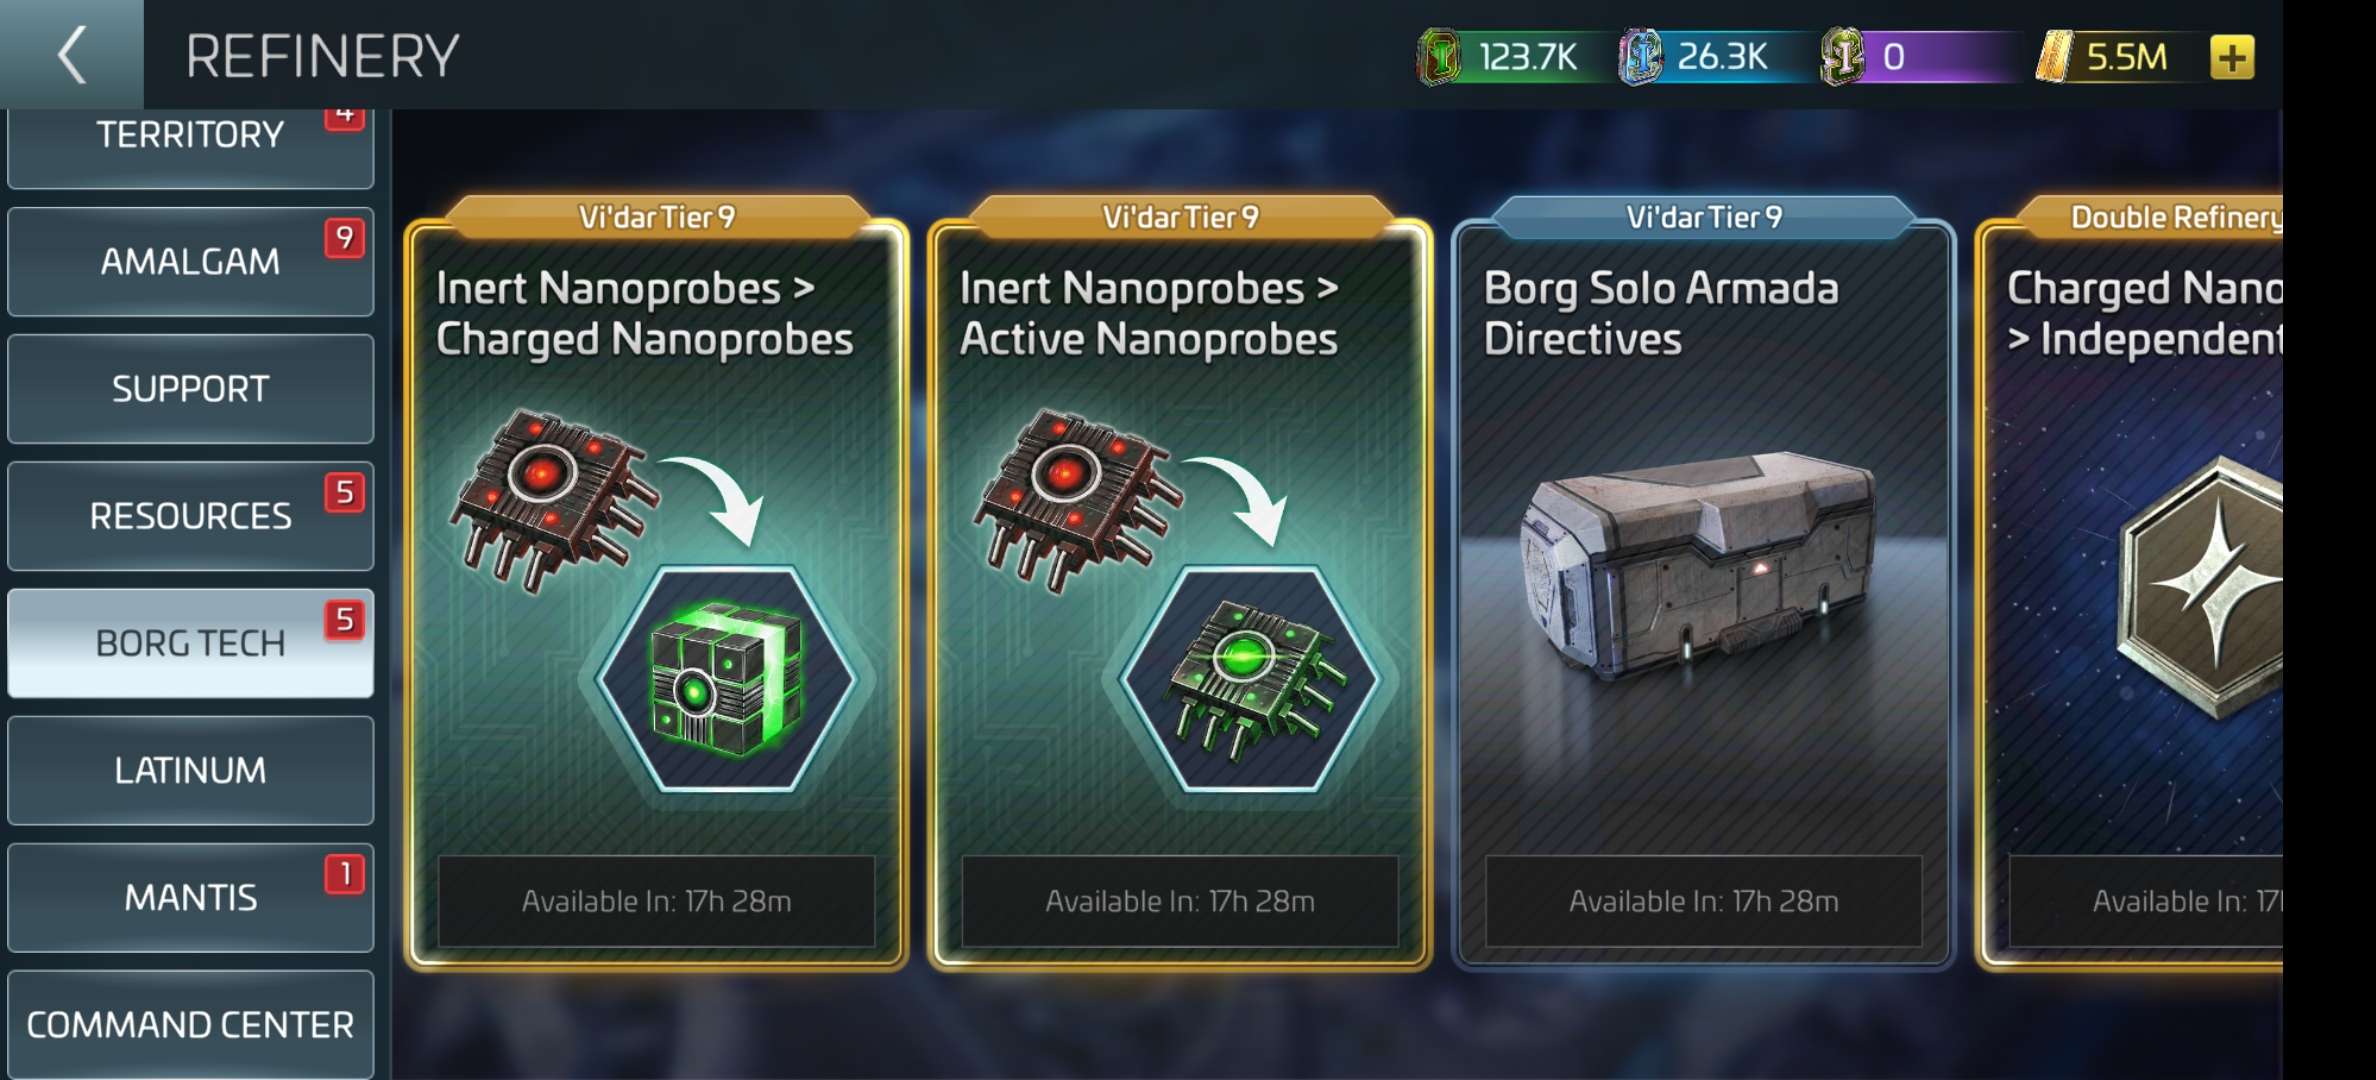 REFINERY
123.7K
26.3K
0
5.5M
TERRITORY
4
AMALGAM
9
SUPPORT
RESOURCES
5
BORG TECH
5
LATINUM
MANTIS
1
COMMAND CENTER
Vi'dar Tier 9
Inert Nanoprobes >
Charged Nanoprobes
Available In: 17h 28m
Vi'dar Tier 9
Inert Nanoprobes >
Active Nanoprobes
Available In: 17h 28m
Vi'dar Tier 9
Borg Solo Armada
Directives
Available In: 17h 28m
Double Refinery
Charged Nano
> Independent
Available In: 17